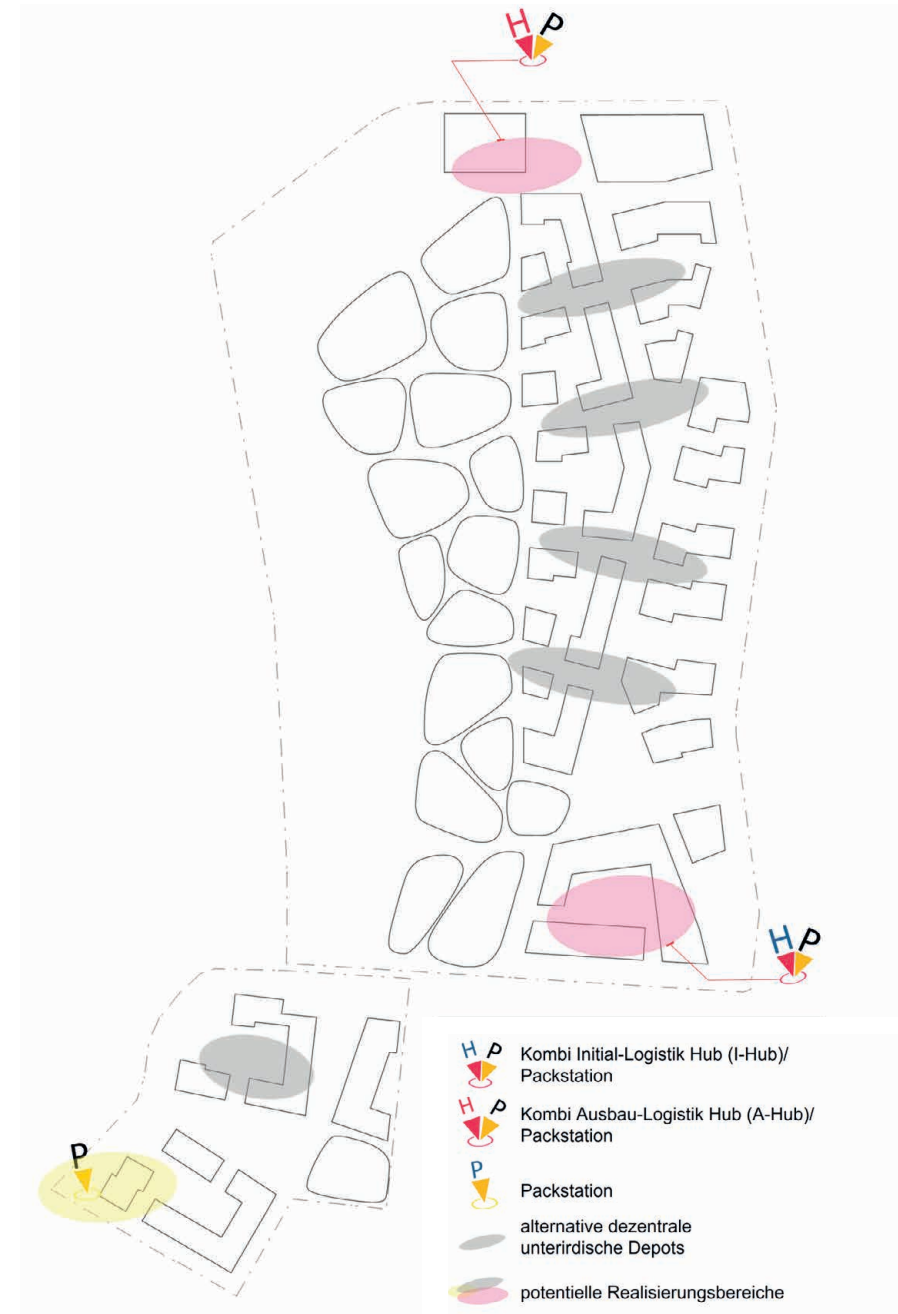 H P
H P
P
H P Kombi Initial-Logistik Hub (I-Hub)/
Packstation
H P Kombi Ausbau-Logistik Hub (A-Hub)/
Packstation
P Packstation
alternative dezentrale
unterirdische Depots
potentielle Realisierungsbereiche